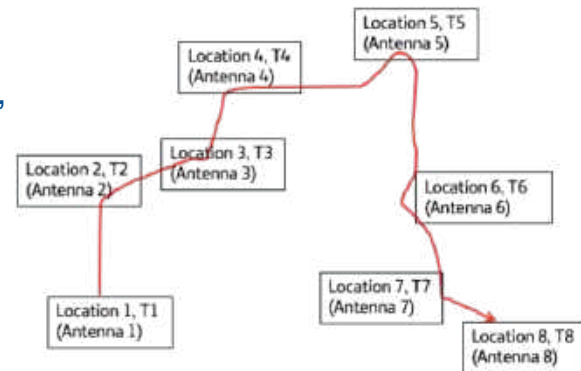 Location 5, T5
(Antenna 5)
Location 4, T4
(Antenna 4)
,
Location 3, T3
(Antenna 3)
Location 2, T2
(Antenna 2)
Location 6, T6
(Antenna 6)
Location 7, T7
(Antenna 7)
Location 1, T1
(Antenna 1)
Location 8, T8
(Antenna 8)